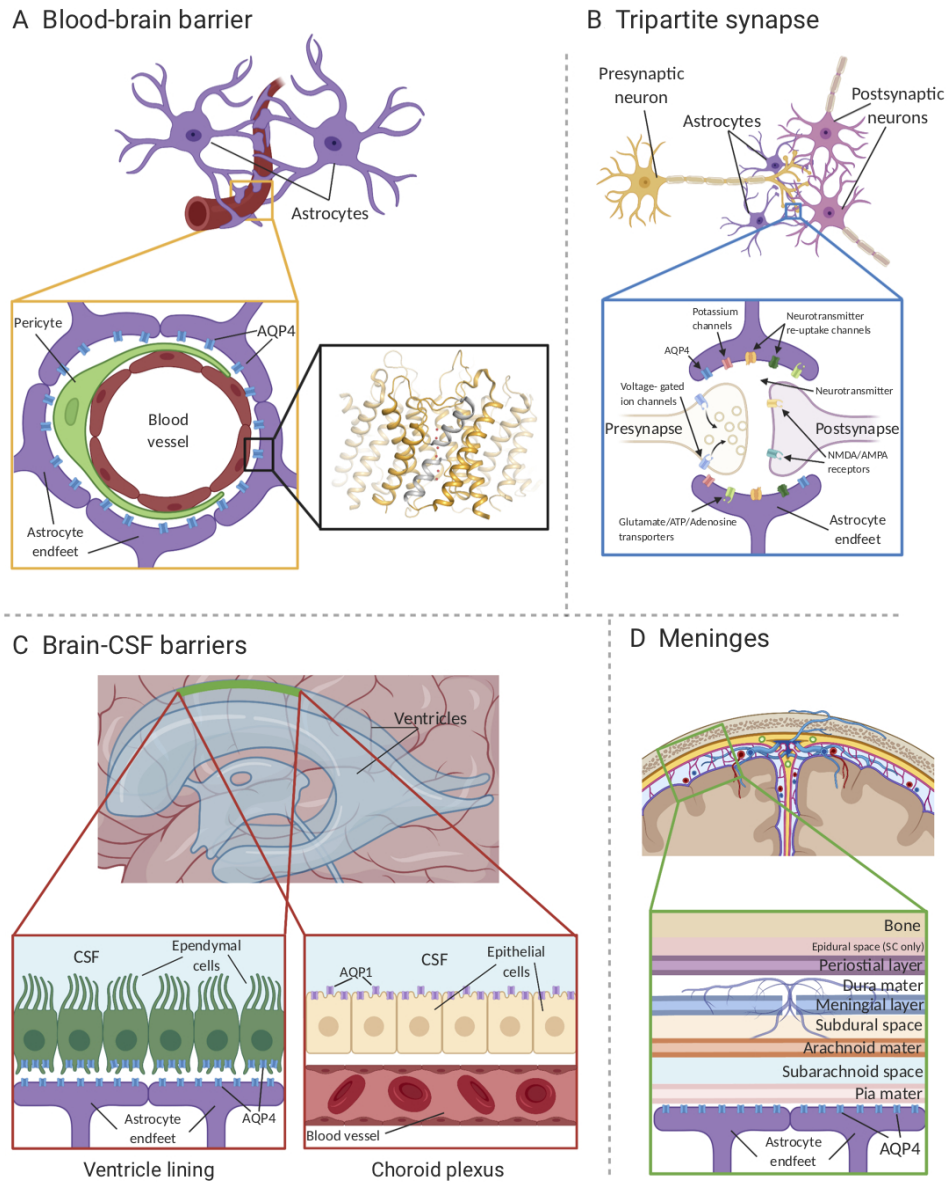 A Blood-brain barrier
Astrocytes
Pericyte
AQP4
Blood
vessel
Astrocyte
endfeet
B Tripartite synapse
Presynaptic
neuron
Astrocytes
Postsynaptic
neurons
Potassium
channels
Neurotransmitter
re-uptake channels
AQP4
Voltage- gated
ion channels
Neurotransmitter
Presynapse
Postsynapse
NMDA/AMPA
receptors
Glutamate/ATP/Adenosine
transporters
Astrocyte
endfeet
C Brain-CSF barriers
Ventricles
CSF
Ependymal
cells
Astrocyte
endfeet
AQP4
Ventricle lining
AQP1
CSF
Epithelial
cells
Blood vessel
Choroid plexus
D Meninges
Bone
Epidural space (SC only)
Periostial layer
Dura mater
Meningial layer
Subdural space
Arachnoid mater
Subarachnoid space
Pia mater
Astrocyte
endfeet
AQP4